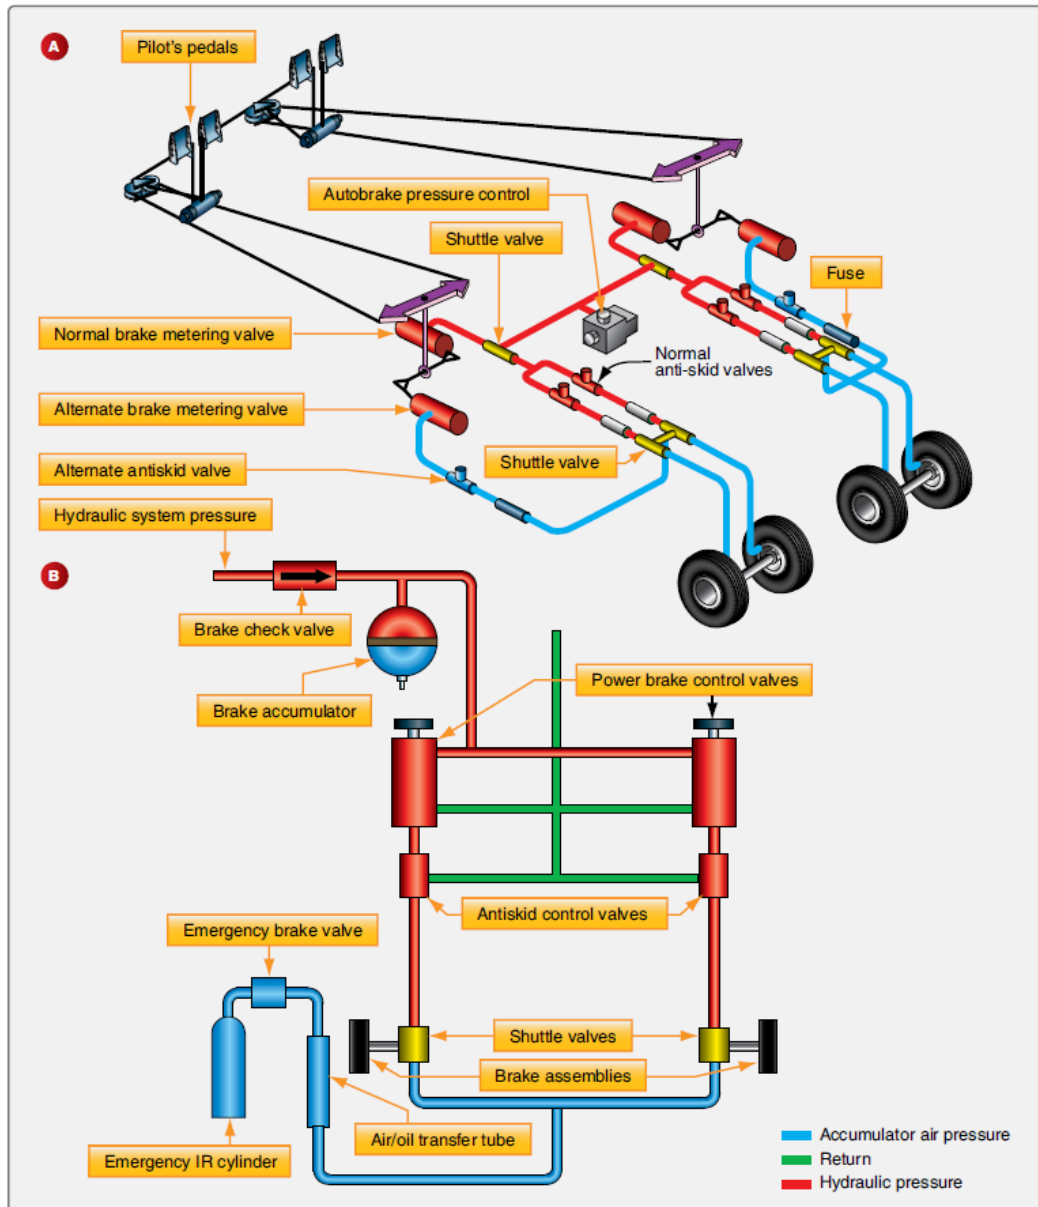 A
Pilot's pedals
Autobrake pressure control
Shuttle valve
Fuse
Normal brake metering valve
Normal
anti-skid valves
Alternate brake metering valve
Shuttle valve
Alternate antiskid valve
Hydraulic system pressure
B
Brake check valve
Power brake control valves
Brake accumulator
Antiskid control valves
Emergency brake valve
Shuttle valves
Brake assemblies
Air/oil transfer tube
Emergency IR cylinder
Accumulator air pressure
Return
Hydraulic pressure